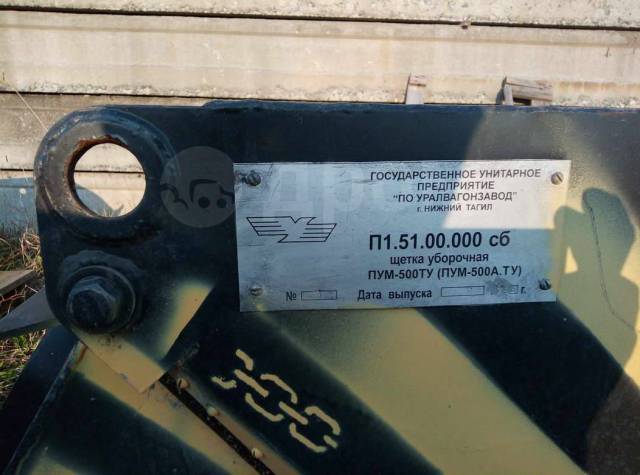 ГОСУДАРСТВЕННОЕ УНИТАРНОЕ
ПРЕДПРИЯТИЕ
"ПО УРАЛВАГОНЗАВОД"
г. НИЖНИЙ ТАГИЛ
П1.51.00.000 сб
щетка уборочная
ПУМ-500ТУ (ПУМ-500А.ТУ)
№ Дата выпуска г.